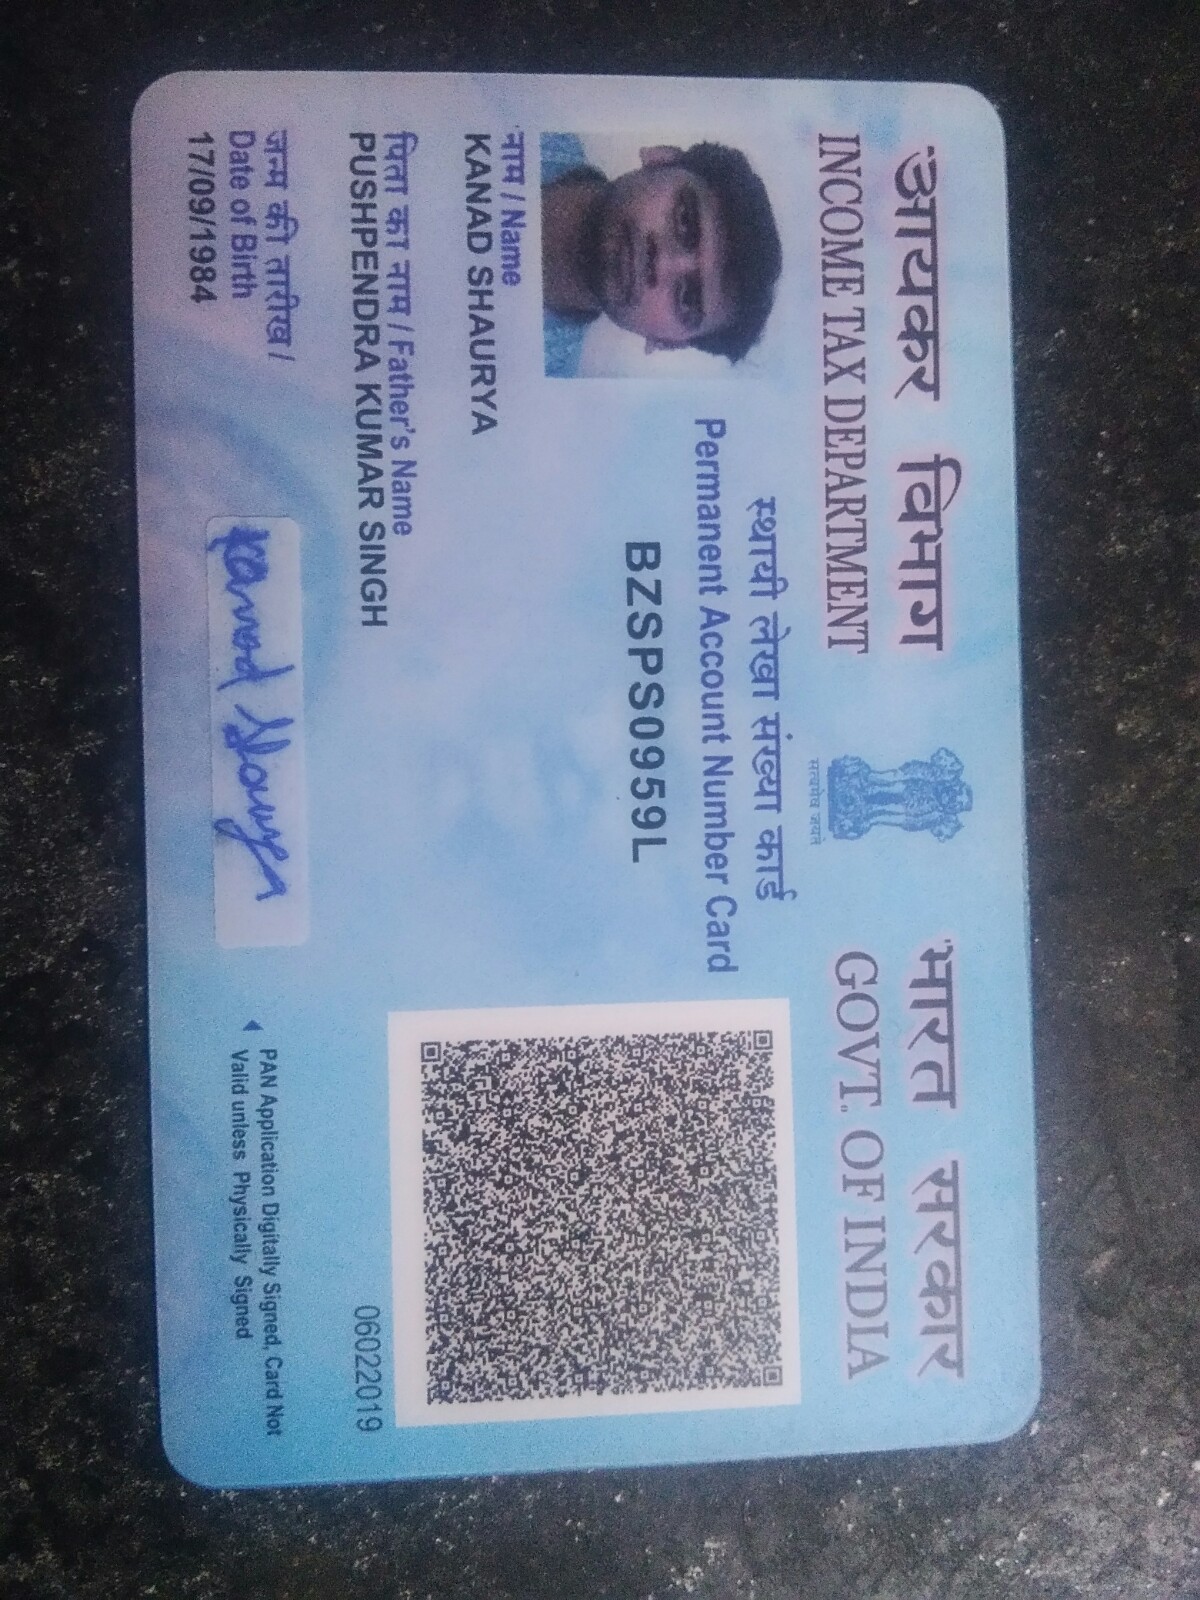 आयकर विभाग
INCOME TAX DEPARTMENT
सत्यमेव जयते
भारत सरकार
GOVT. OF INDIA
स्थायी लेखा संख्या कार्ड
Permanent Account Number Card
BZSPS0959L
नाम / Name
KANAD SHAURYA
पिता का नाम / Father's Name
PUSHPENDRA KUMAR SINGH
06022019
जन्म की तारीख /
Date of Birth
17/09/1984
Kanad Shaurya
PAN Application Digitally Signed, Card Not
Valid unless Physically Signed